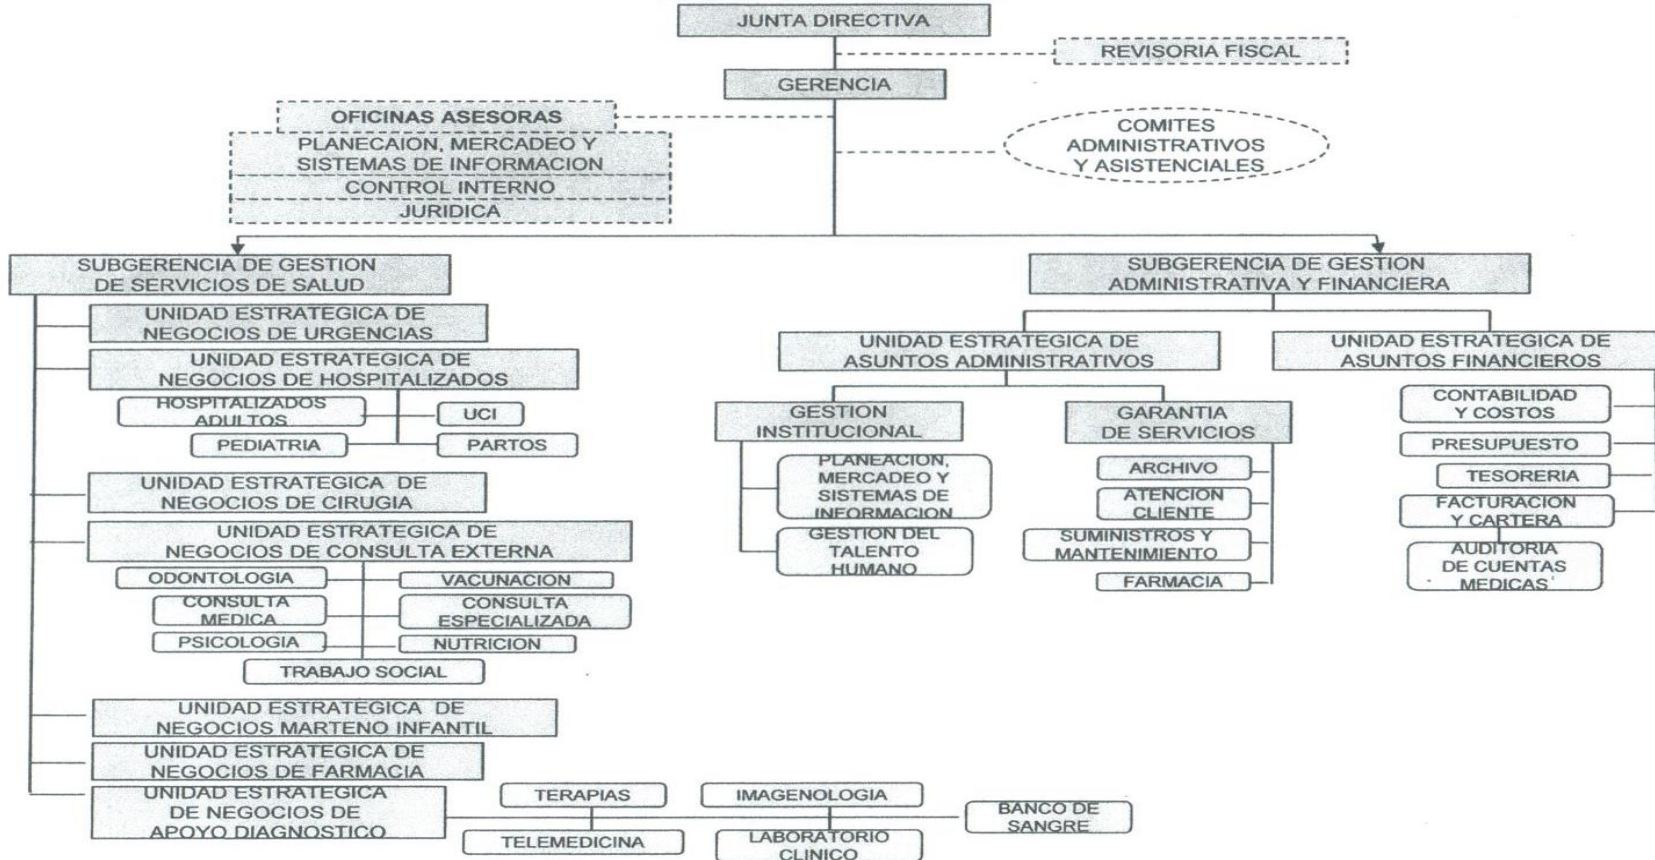 JUNTA DIRECTIVA
REVISORIA FISCAL
GERENCIA
OFICINAS ASESORAS
PLANECAION, MERCADEO Y
SISTEMAS DE INFORMACION
CONTROL INTERNO
JURIDICA
COMITES
ADMINISTRATIVOS
Y ASISTENCIALES
SUBGERENCIA DE GESTION
DE SERVICIOS DE SALUD
UNIDAD ESTRATEGICA DE
NEGOCIOS DE URGENCIAS
UNIDAD ESTRATEGICA DE
NEGOCIOS DE HOSPITALIZADOS
HOSPITALIZADOS
ADULTOS
UCI
PEDIATRIA
PARTOS
UNIDAD ESTRATEGICA DE
NEGOCIOS DE CIRUGIA
UNIDAD ESTRATEGICA DE
NEGOCIOS DE CONSULTA EXTERNA
ODONTOLOGIA
VACUNACION
CONSULTA
MEDICA
CONSULTA
ESPECIALIZADA
PSICOLOGIA
NUTRICION
TRABAJO SOCIAL
UNIDAD ESTRATEGICA DE
NEGOCIOS MARTENO INFANTIL
UNIDAD ESTRATEGICA DE
NEGOCIOS DE FARMACIA
UNIDAD ESTRATEGICA
DE NEGOCIOS DE
APOYO DIAGNOSTICO
TERAPIAS
IMAGENOLOGIA
BANCO DE
SANGRE
TELEMEDICINA
LABORATORIO
CLINICO
SUBGERENCIA DE GESTION
ADMINISTRATIVA Y FINANCIERA
UNIDAD ESTRATEGICA DE
ASUNTOS ADMINISTRATIVOS
GESTION
INSTITUCIONAL
PLANEACION,
MERCADEO Y
SISTEMAS DE
INFORMACION
GESTION DEL
TALENTO
HUMANO
GARANTIA
DE SERVICIOS
ARCHIVO
ATENCION
CLIENTE
SUMINISTROS Y
MANTENIMIENTO
FARMACIA
UNIDAD ESTRATEGICA DE
ASUNTOS FINANCIEROS
CONTABILIDAD
Y COSTOS
PRESUPUESTO
TESORERIA
FACTURACION
Y CARTERA
AUDITORIA
DE CUENTAS
MEDICAS